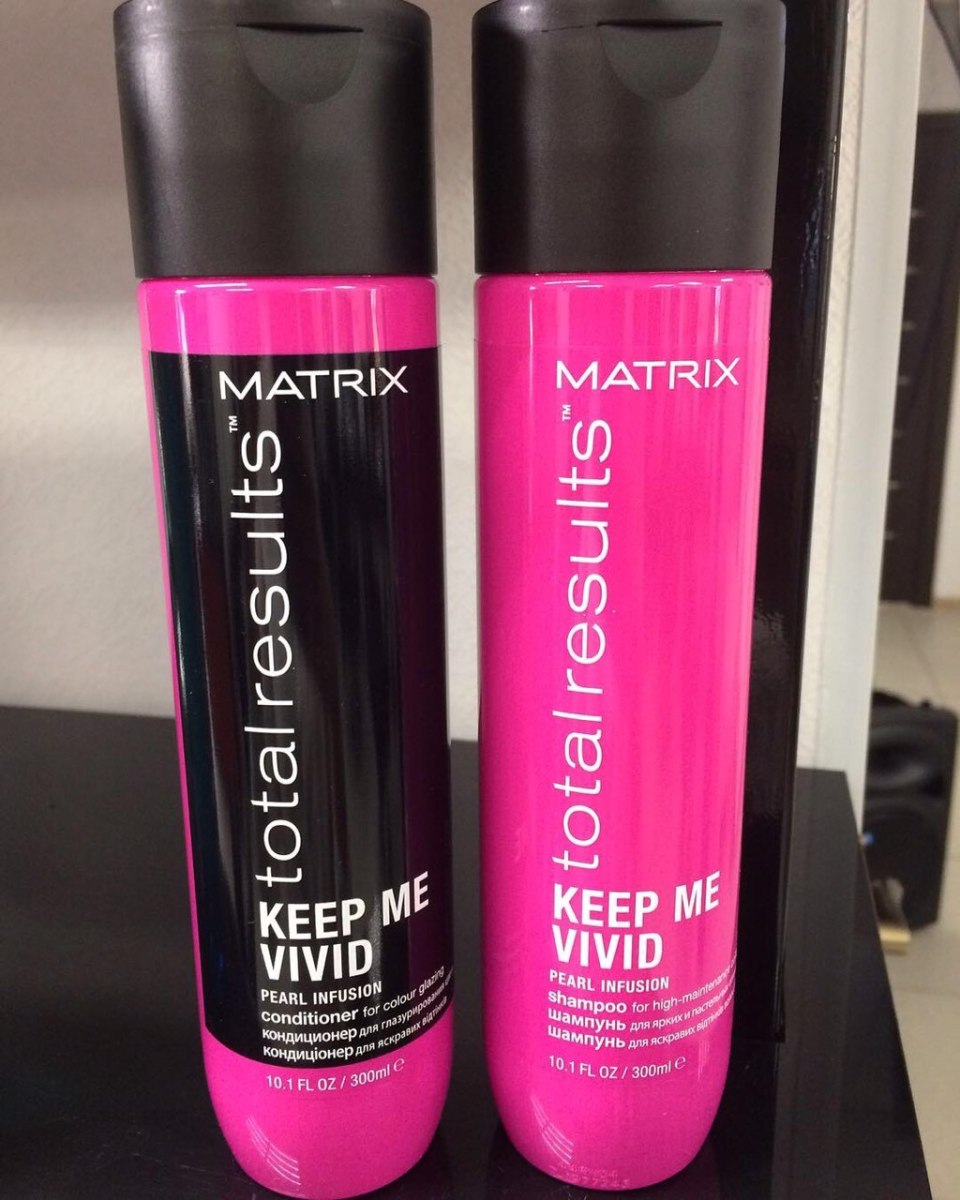 MATRIX
total results™
KEEP ME
VIVID
PEARL INFUSION
conditioner for colour glazing
кондиционер для глазурирования
кондиціонер для яскравих відтінків
10.1 FL OZ / 300ml ℮
MATRIX
total results™
KEEP ME
VIVID
PEARL INFUSION
shampoo for high-maintenance
шампунь для ярких и пастельных
шампунь для яскравих відтінків
10.1 FL OZ / 300ml ℮